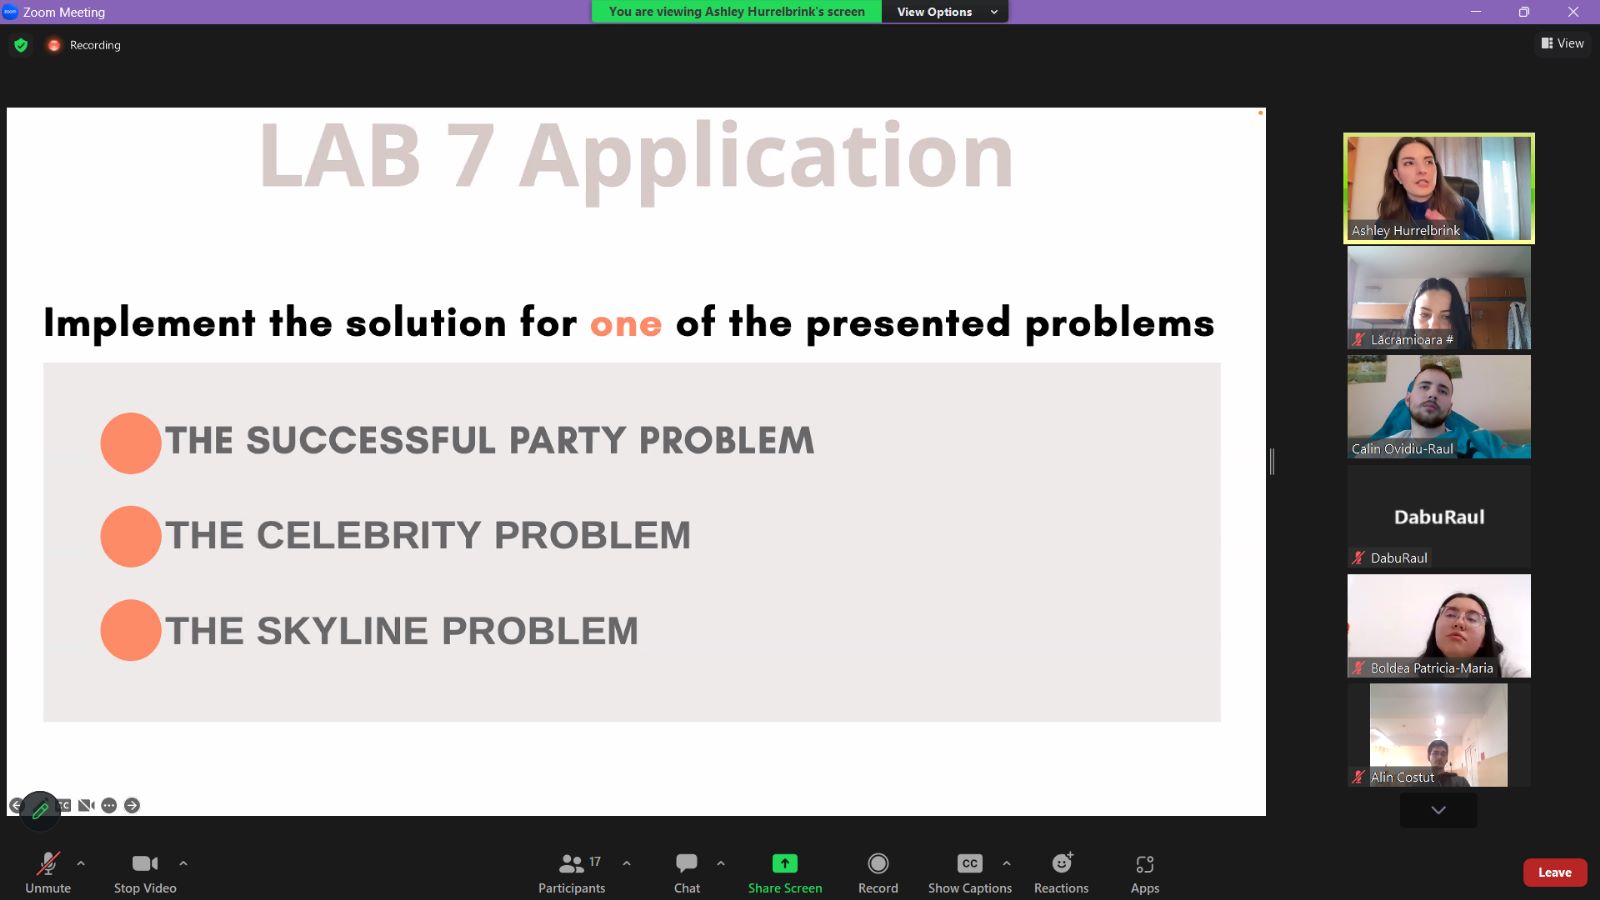 zoom Zoom Meeting
You are viewing Ashley Hurrelbrink's screen
View Options
Recording
View
LAB 7 Application
Implement the solution for one of the presented problems
THE SUCCESSFUL PARTY PROBLEM
THE CELEBRITY PROBLEM
THE SKYLINE PROBLEM
Ashley Hurrelbrink
Lăcrămioara #
Calin Ovidiu-Raul
DabuRaul
DabuRaul
Boldea Patricia-Maria
Alin Costut
CC
Unmute
Stop Video
17
Participants
Chat
Share Screen
Record
CC
Show Captions
Reactions
Apps
Leave